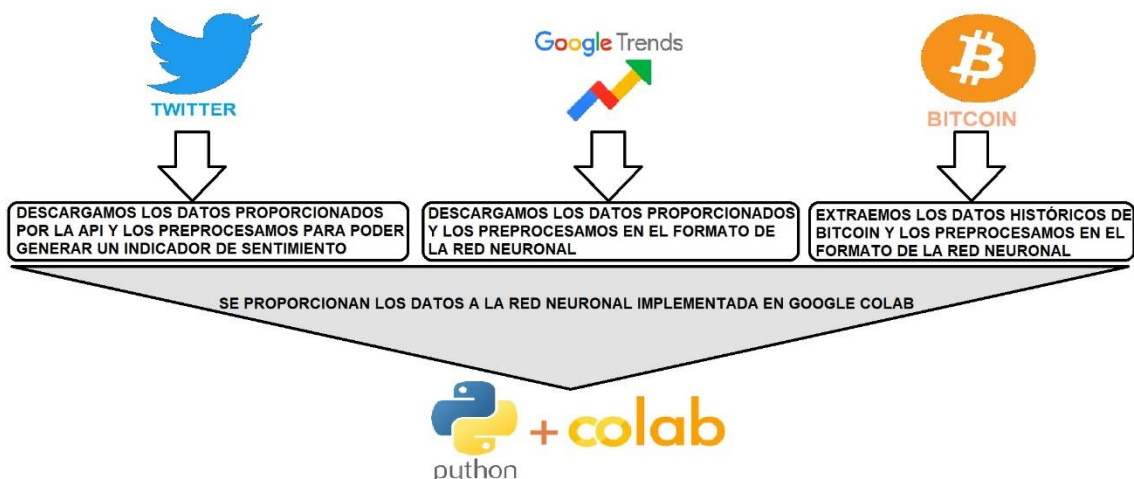 TWITTER
Google Trends
BITCOIN
DESCARGAMOS LOS DATOS PROPORCIONADOS
POR LA API Y LOS PREPROCESAMOS PARA PODER
GENERAR UN INDICADOR DE SENTIMIENTO
DESCARGAMOS LOS DATOS PROPORCIONADOS
Y LOS PREPROCESAMOS EN EL FORMATO DE
LA RED NEURONAL
EXTRAEMOS LOS DATOS HISTÓRICOS DE
BITCOIN Y LOS PREPROCESAMOS EN EL
FORMATO DE LA RED NEURONAL
SE PROPORCIONAN LOS DATOS A LA RED NEURONAL IMPLEMENTADA EN GOOGLE COLAB
+ colab
python